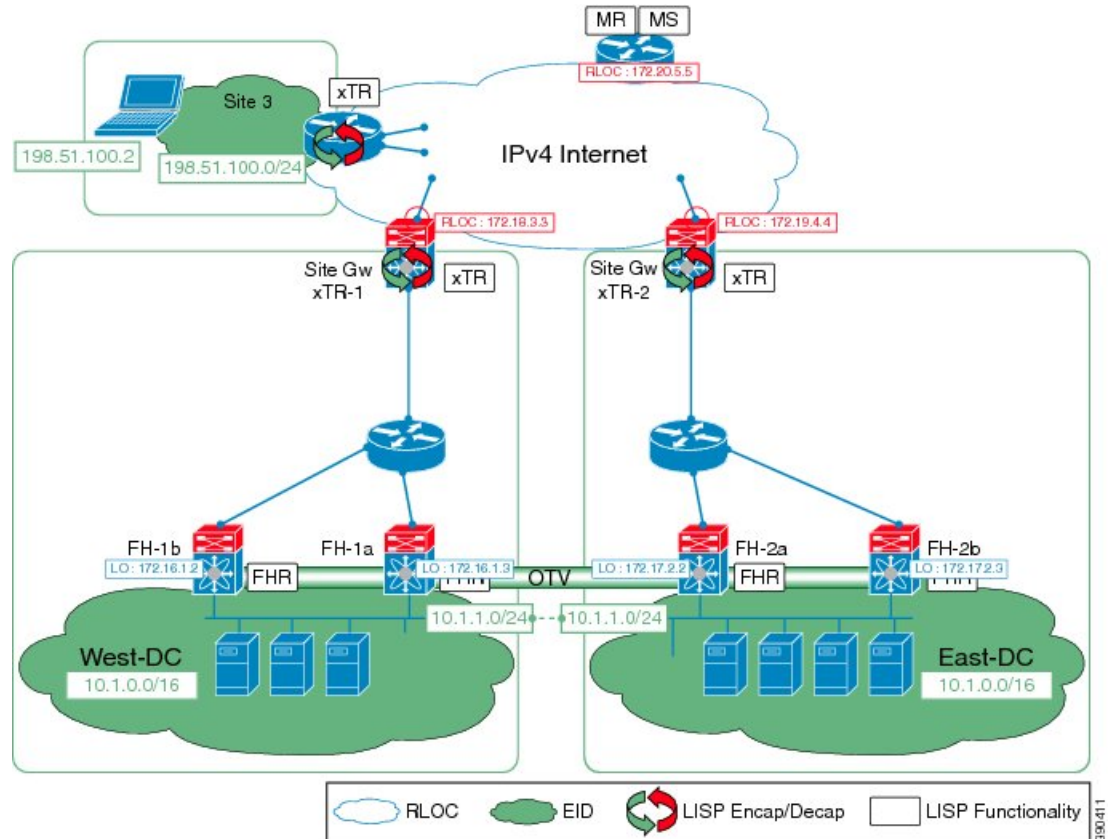 MR
MS
RLOC : 172.20.5.5
xTR
Site 3
198.51.100.2
198.51.100.0/24
IPv4 Internet
RLOC : 172.18.3.3
RLOC : 172.19.4.4
Site Gw
xTR-1
xTR
Site Gw
xTR-2
xTR
FH-1b
FH-1a
FH-2a
FH-2b
LO : 172.16.1.2
FHR
LO : 172.16.1.3
OTV
LO : 172.17.2.2
FHR
LO : 172.17.2.3
10.1.1.0/24
10.1.1.0/24
West-DC
10.1.0.0/16
East-DC
10.1.0.0/16
RLOC
EID
LISP Encap/Decap
LISP Functionality